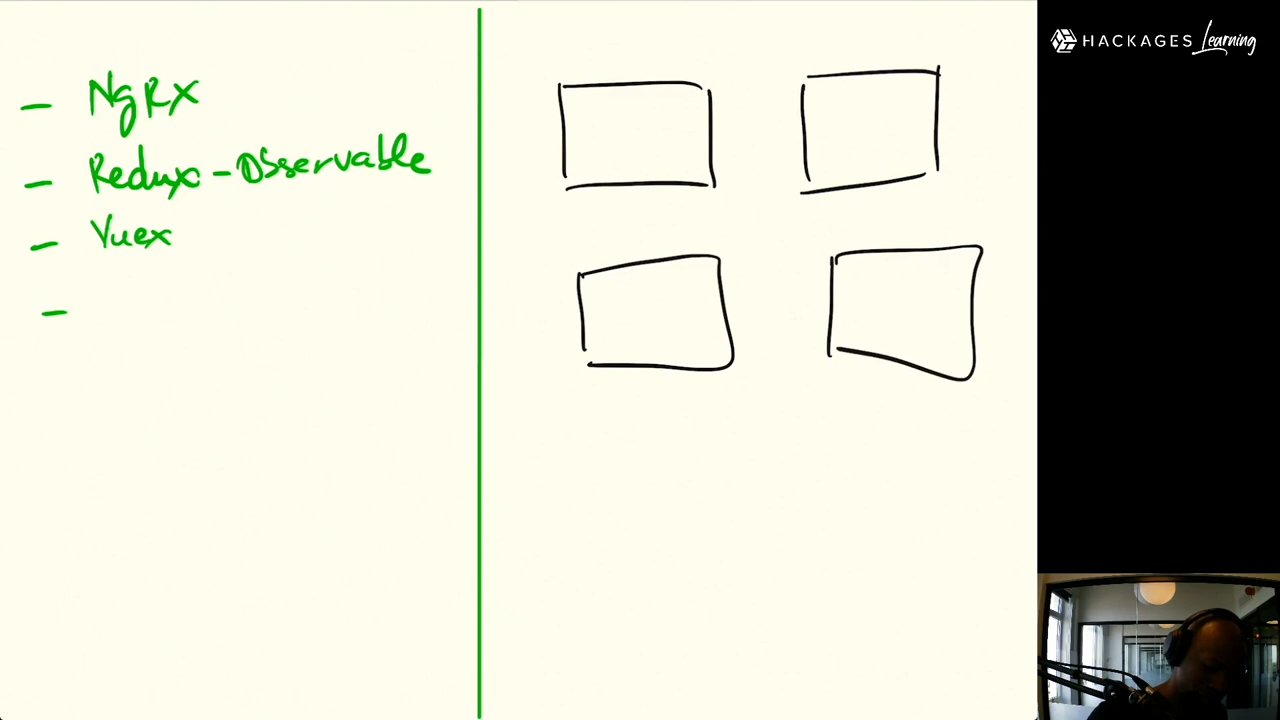 - NgRx
- Redux - Observable
- Vuex
-
HACKAGES Learning